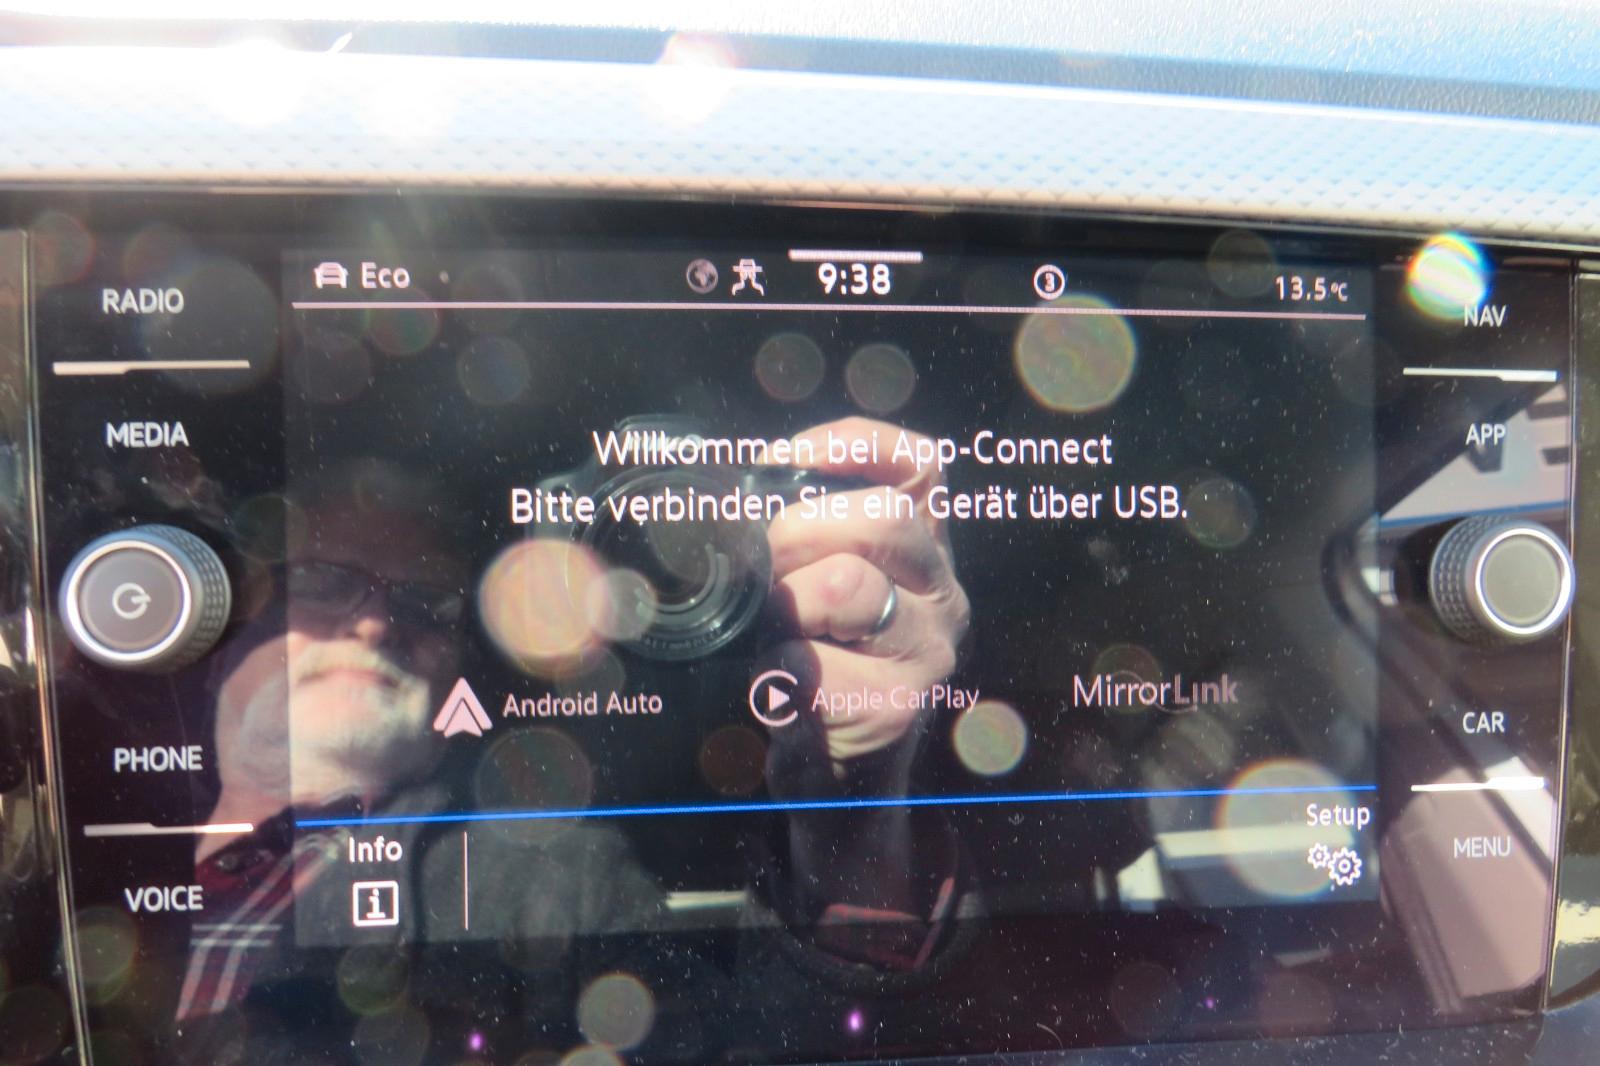 RADIO
MEDIA
PHONE
VOICE
Eco
9:38
3
13.5°C
Willkommen bei App-Connect
Bitte verbinden Sie ein Gerät über USB.
Android Auto
Apple CarPlay
MirrorLink
Info
i
Setup
NAV
APP
CAR
MENU